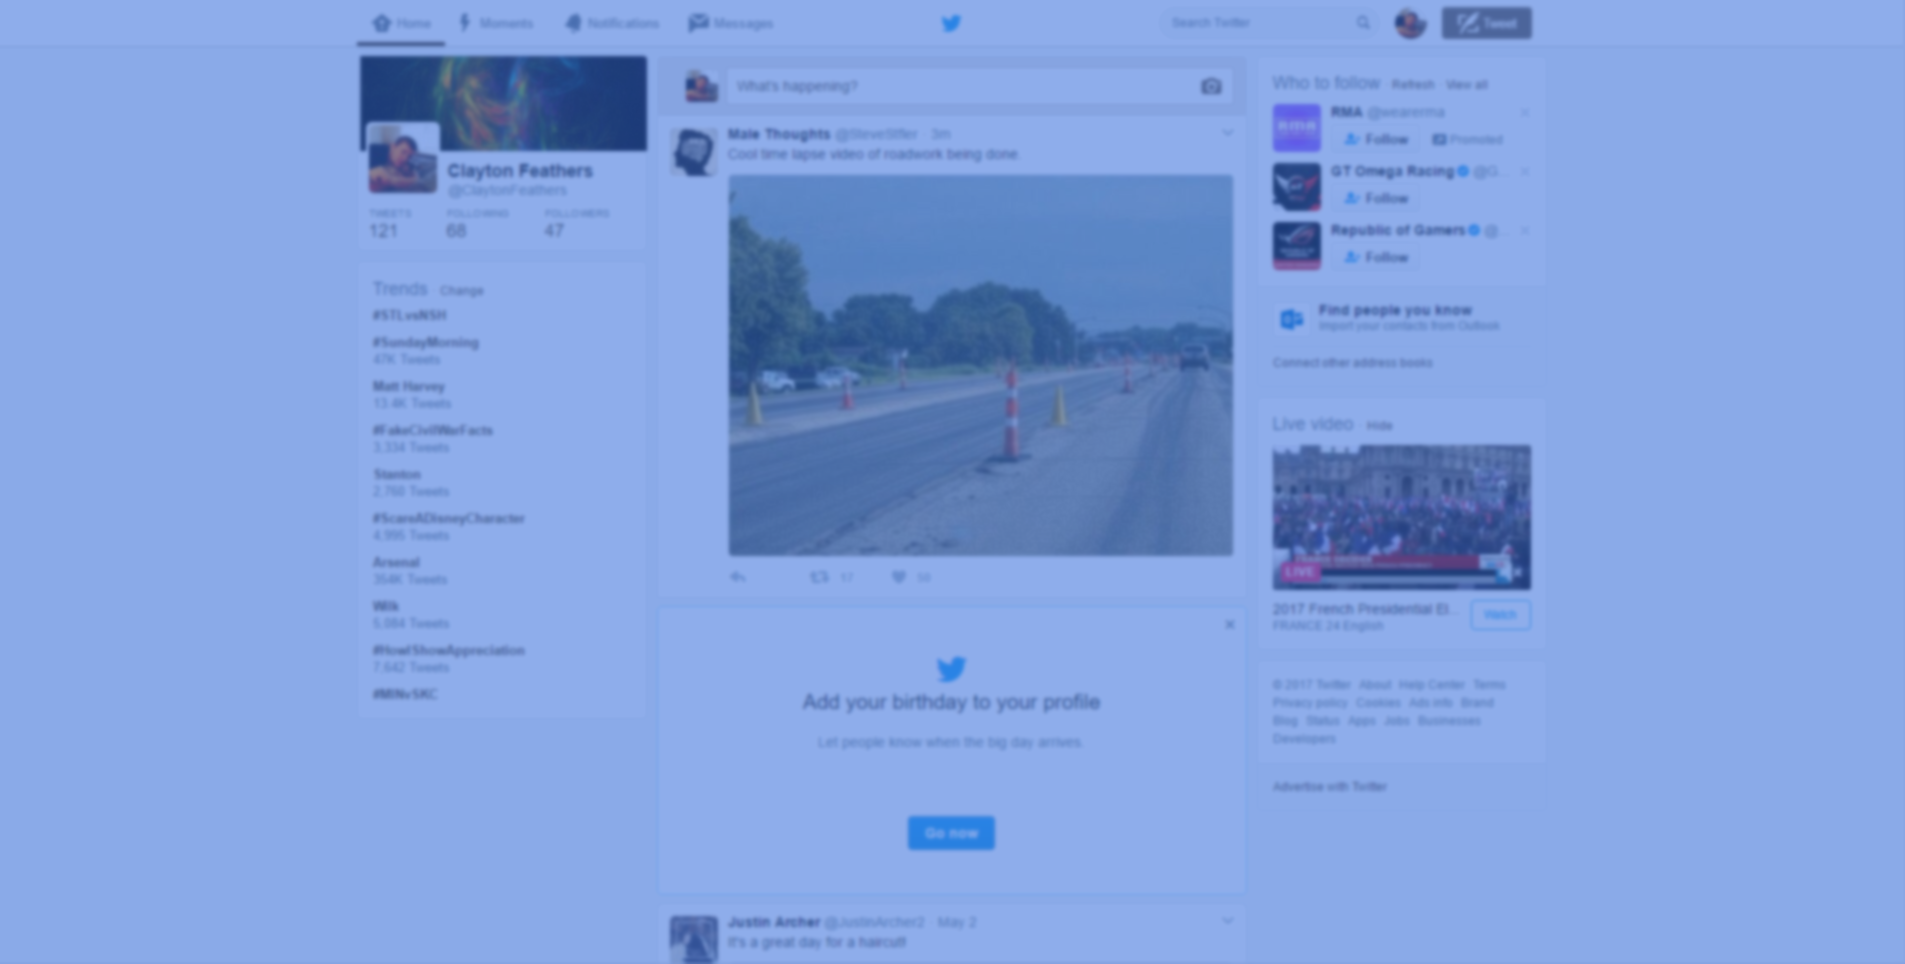 Home Moments Notifications Messages Search Twitter Tweet
Clayton Feathers
@ClaytonFeathers
TWEETS FOLLOWING FOLLOWERS
121 68 47
Trends · Change
#STLvsNSH
#SundayMorning
47K Tweets
Matt Harvey
13.4K Tweets
#FakeCivilWarFacts
3,334 Tweets
Stanton
2,766 Tweets
#ScareADisneyCharacter
4,996 Tweets
Arsenal
354K Tweets
Wilk
5,884 Tweets
#HowIShowAppreciation
7,642 Tweets
#MINvSKC
What's happening?
Male Thoughts · 3m
Cool time lapse video of roadwork being done.
17
Add your birthday to your profile
Let people know when the big day arrives.
Go now
Justin Archer @JustinArcher2 · May 2
It's a great day for a haircut!!
Who to follow · Refresh · View all
RMA @wearerma
Follow Promoted
GT Omega Racing @G...
Follow
Republic of Gamers @...
Follow
Find people you know
Import your contacts from Outlook
Connect other address books
Live video · Hide
LIVE
2017 French Presidential El...
FRANCE 24 English
Watch
© 2017 Twitter About Help Center Terms
Privacy policy Cookies Ads info Brand
Blog Status Apps Jobs Businesses
Developers
Advertise with Twitter